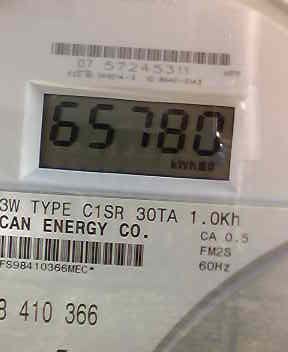 07 57245311
65780
kWh
3W TYPE C1SR 30TA 1.0Kh
CAN ENERGY CO.
CA 0.5
FM2S
60Hz
*FS98410366MEC*
8 410 366